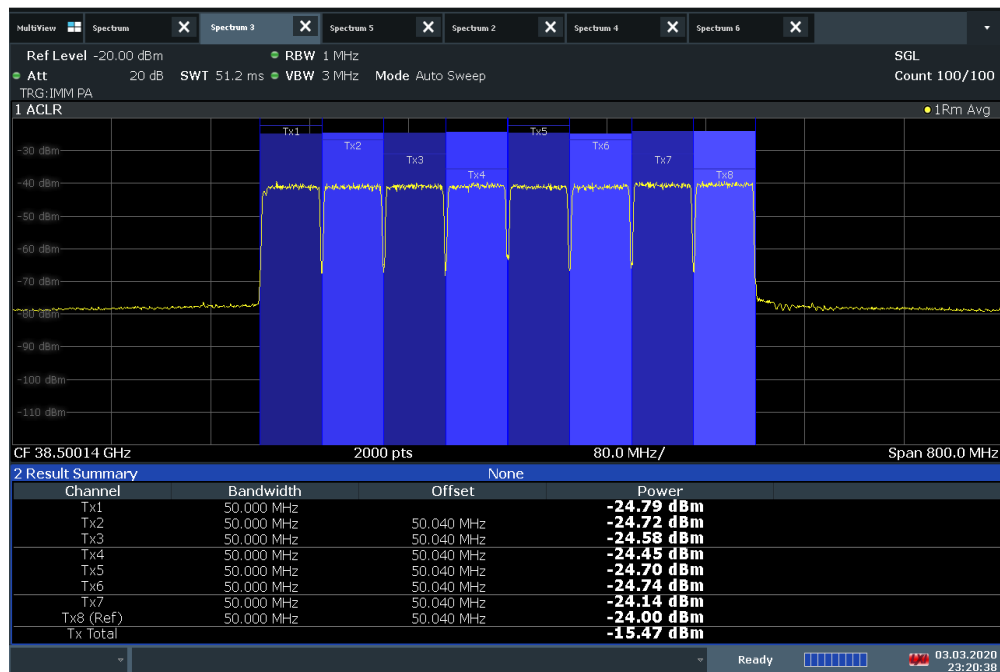 MultiView Spectrum Spectrum 3 Spectrum 5 Spectrum 2 Spectrum 4 Spectrum 6
Ref Level -20.00 dBm RBW 1 MHz SGL
Att 20 dB SWT 51.2 ms VBW 3 MHz Mode Auto Sweep Count 100/100
TRG:IMM PA
1 ACLR 1Rm Avg
Tx1 Tx2 Tx3 Tx4 Tx5 Tx6 Tx7 Tx8
-30 dBm
-40 dBm
-50 dBm
-60 dBm
-70 dBm
-80 dBm
-90 dBm
-100 dBm
-110 dBm
CF 38.50014 GHz 2000 pts 80.0 MHz/ Span 800.0 MHz
2 Result Summary None
Channel Bandwidth Offset Power
Tx1 50.000 MHz -24.79 dBm
Tx2 50.000 MHz 50.040 MHz -24.72 dBm
Tx3 50.000 MHz 50.040 MHz -24.58 dBm
Tx4 50.000 MHz 50.040 MHz -24.45 dBm
Tx5 50.000 MHz 50.040 MHz -24.70 dBm
Tx6 50.000 MHz 50.040 MHz -24.74 dBm
Tx7 50.000 MHz 50.040 MHz -24.14 dBm
Tx8 (Ref) 50.000 MHz 50.040 MHz -24.00 dBm
Tx Total -15.47 dBm
Ready 03.03.2020
23:20:38